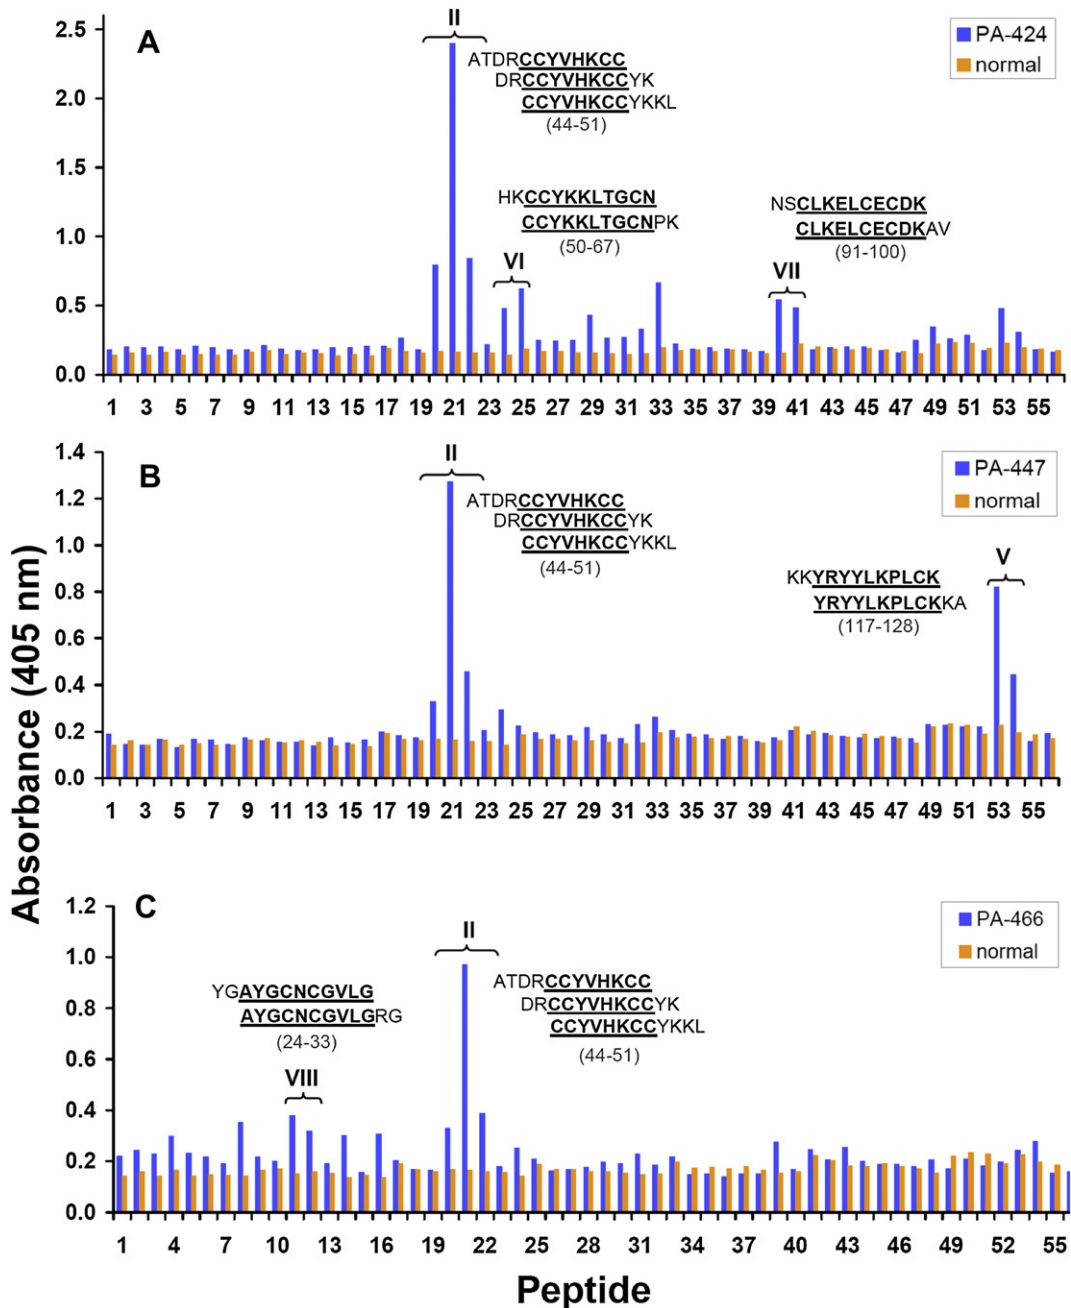 A
II
PA-424
normal
ATDRCCYVHKCC
DRCCYVHKCCYK
CCYVHKCCYKKL
(44-51)
HKCCYKKLTGCN
CCYKKLTGCNPK
(50-67)
VI
NSCLKELCECDK
CLKELCECDKAV
(91-100)
VII
2.5
2.0
1.5
1.0
0.5
0.0
1 3 5 7 9 11 13 15 17 19 21 23 25 27 29 31 33 35 37 39 41 43 45 47 49 51 53 55
B
II
PA-447
normal
ATDRCCYVHKCC
DRCCYVHKCCYK
CCYVHKCCYKKL
(44-51)
V
KKYRYYLKPLCK
YRYYLKPLCKKA
(117-128)
1.4
1.2
1.0
0.8
0.6
0.4
0.2
0.0
1 3 5 7 9 11 13 15 17 19 21 23 25 27 29 31 33 35 37 39 41 43 45 47 49 51 53 55
Absorbance (405 nm)
C
II
PA-466
normal
ATDRCCYVHKCC
DRCCYVHKCCYK
CCYVHKCCYKKL
(44-51)
YGAYGCNCGVLG
AYGCNCGVLGRG
(24-33)
VIII
1.2
1.0
0.8
0.6
0.4
0.2
0.0
1 4 7 10 13 16 19 22 25 28 31 34 37 40 43 46 49 52 55
Peptide